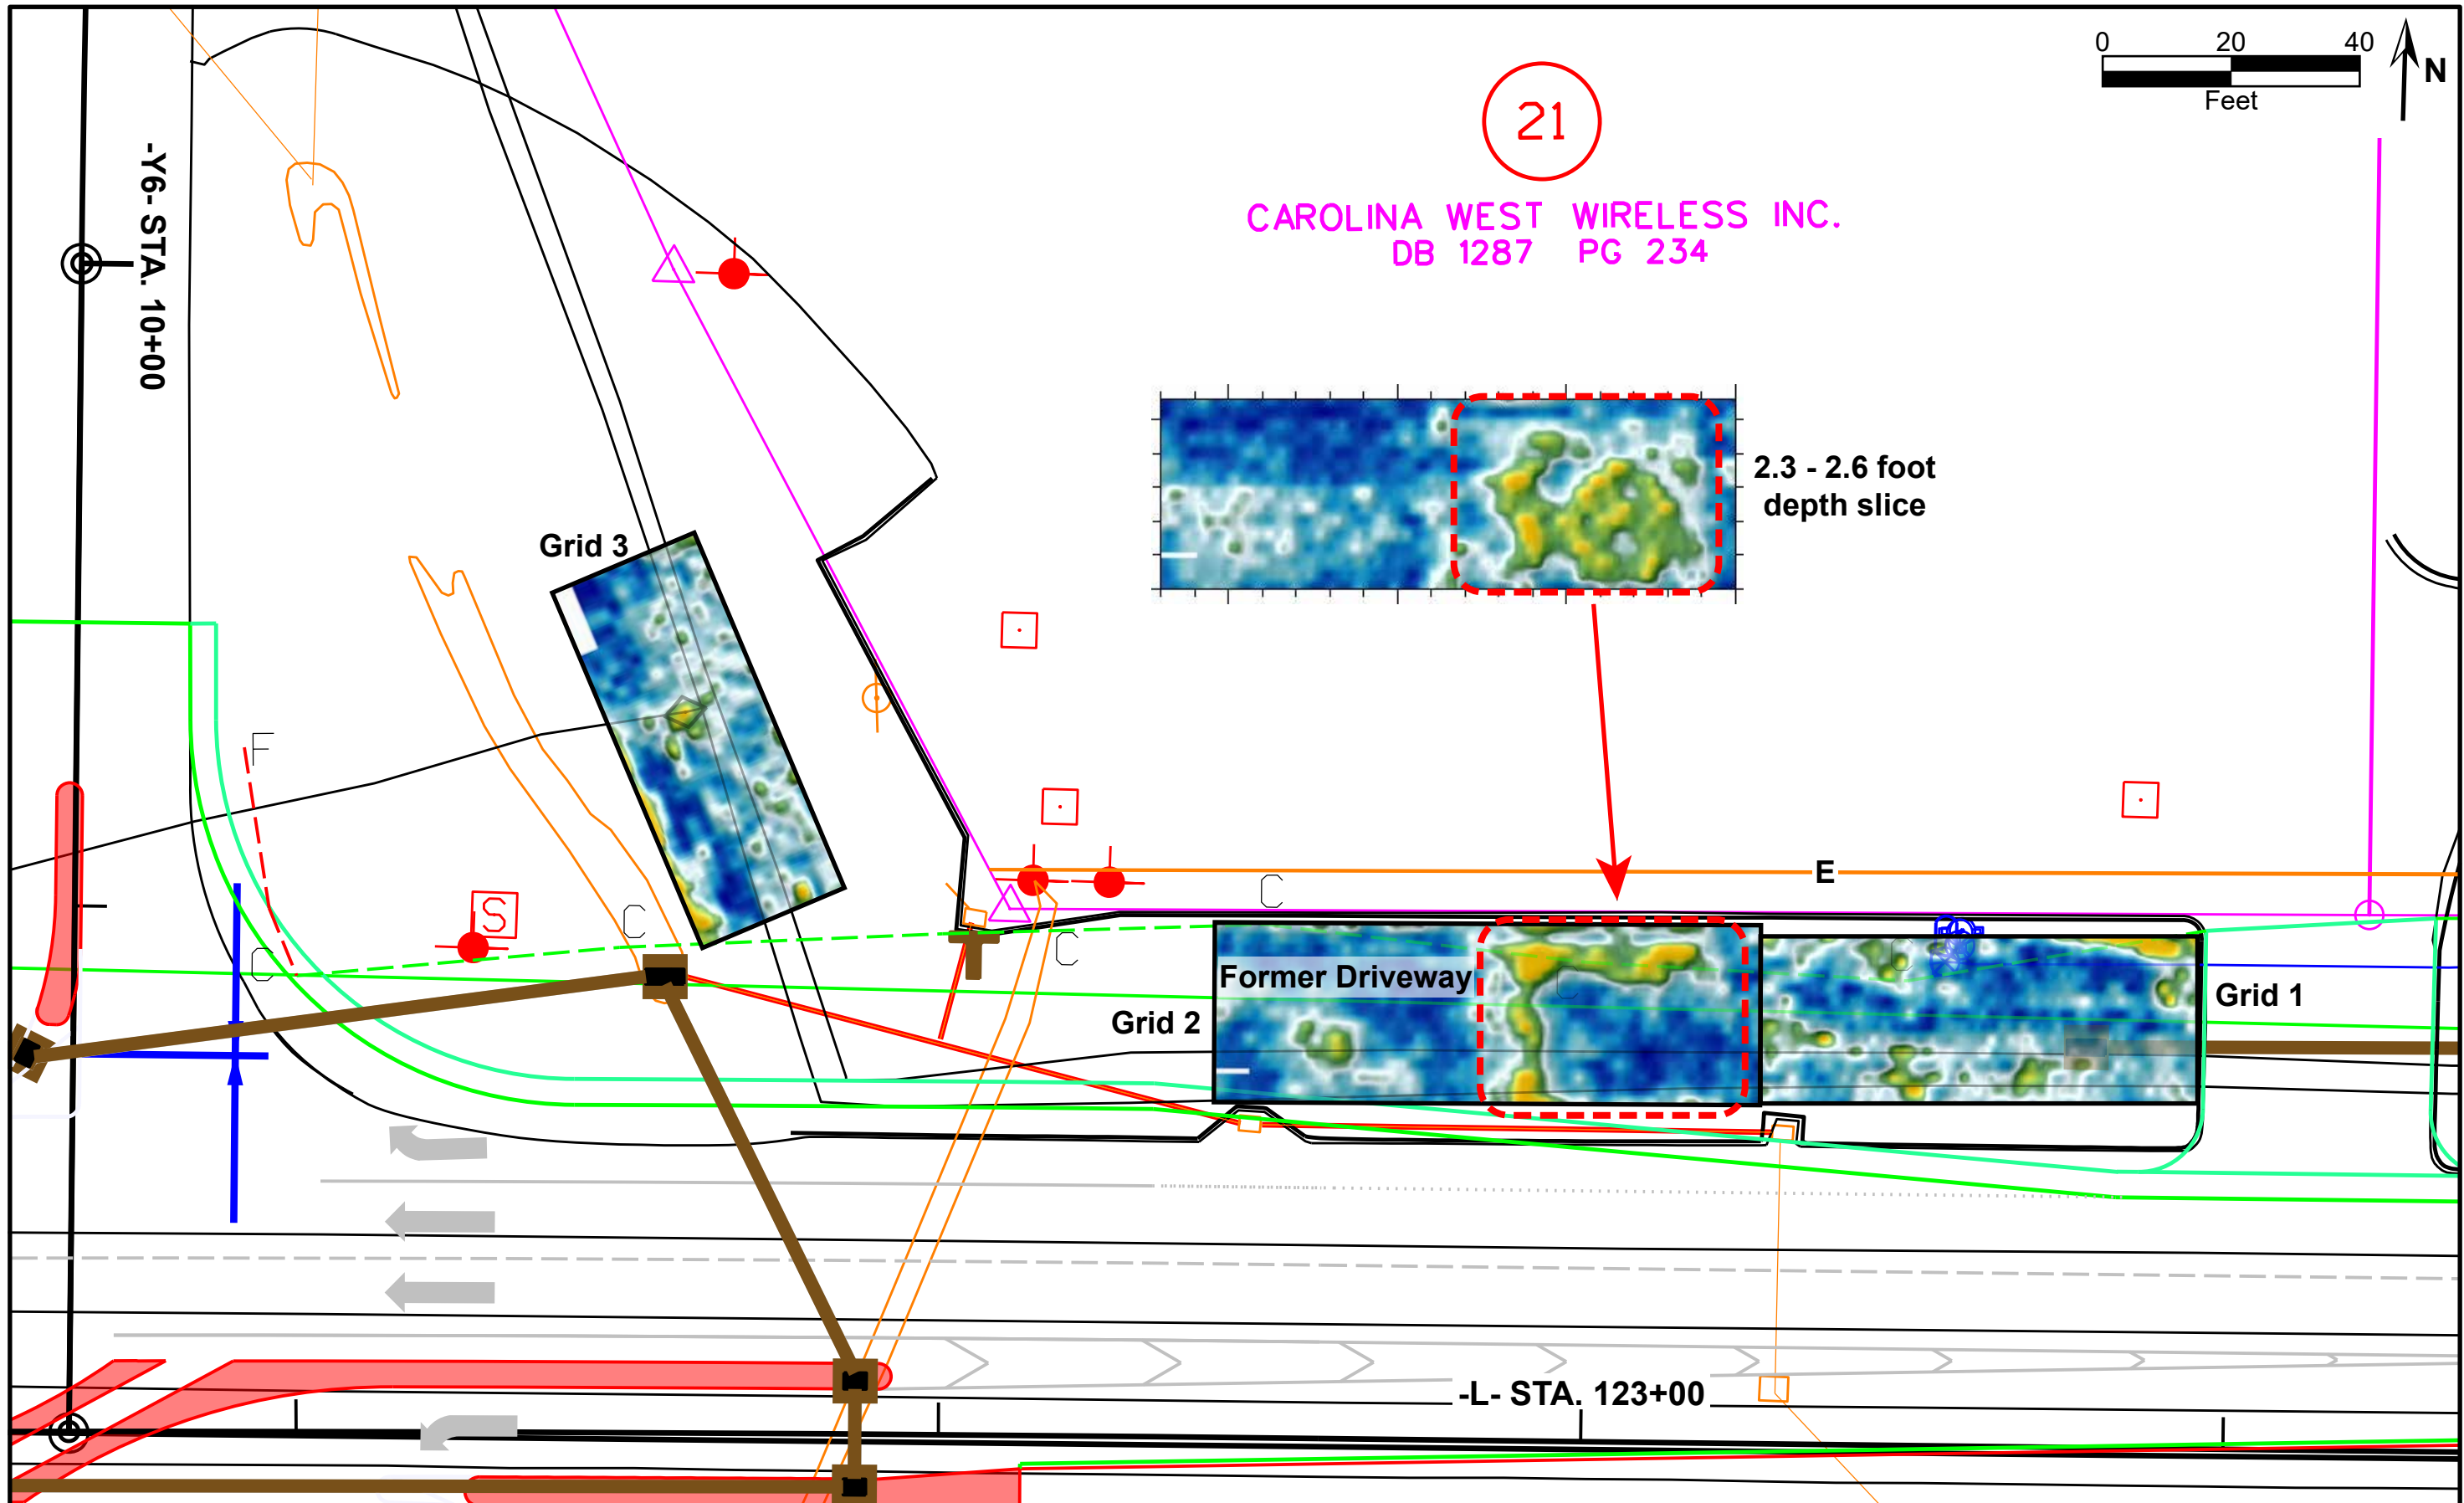 0 20 40
Feet
N
21
CAROLINA WEST WIRELESS INC.
DB 1287 PG 234
-Y6- STA. 10+00
2.3 - 2.6 foot
depth slice
Grid 3
F
E
S
C
C
C
C
C
C
Former Driveway
Grid 2
Grid 1
-L- STA. 123+00